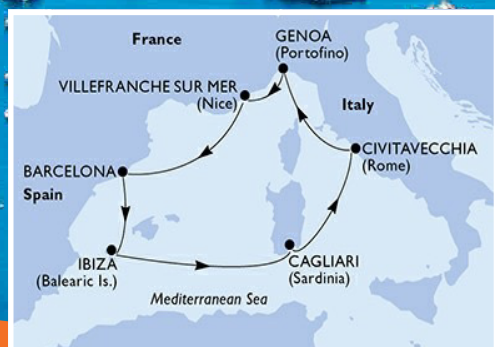 France
GENOA
(Portofino)
VILLEFRANCHE SUR MER
(Nice)
Italy
CIVITAVECCHIA
(Rome)
BARCELONA
Spain
IBIZA
(Balearic Is.)
CAGLIARI
(Sardinia)
Mediterranean Sea